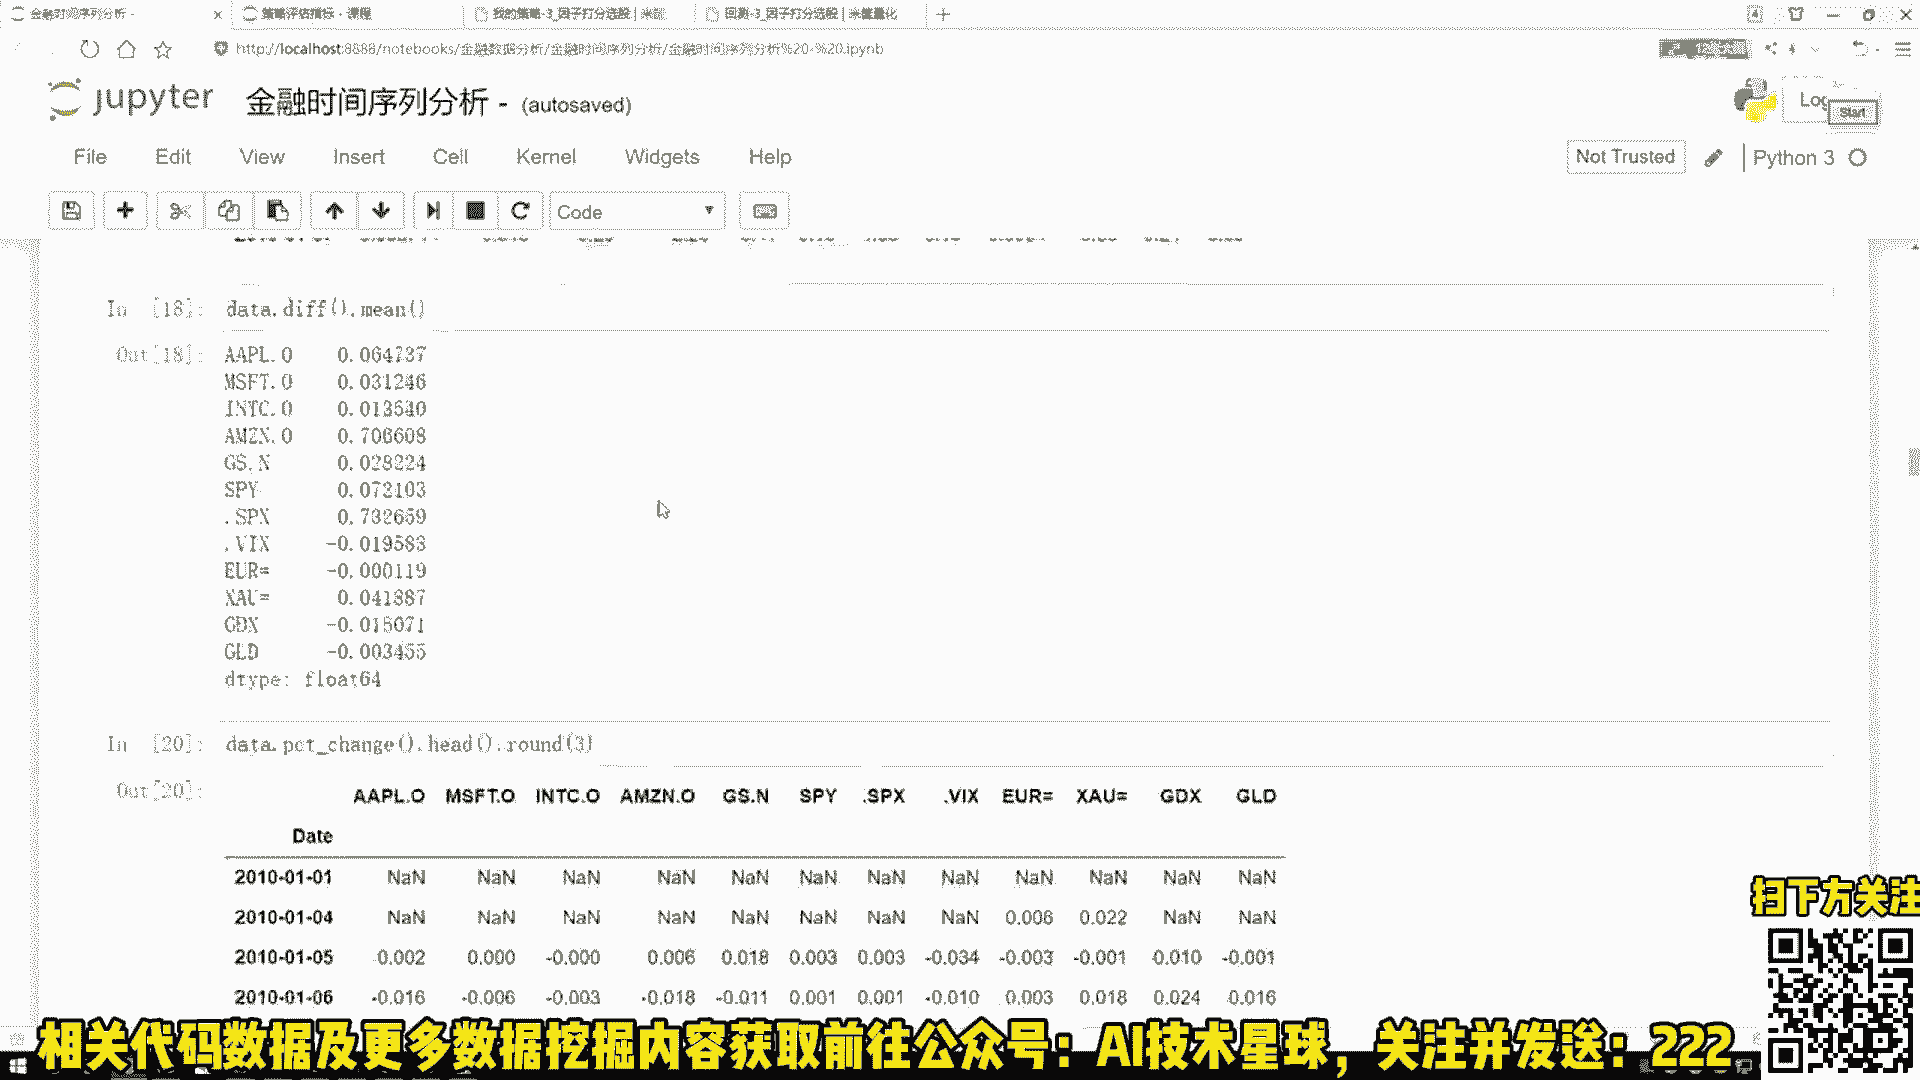 金融时间序列分析 -
策略评估指标 - 课程
我的策略-3_因子打分选股 | 米筐
回测-3_因子打分选股 | 米筐量化
http://localhost:8888/notebooks/金融数据分析/金融时间序列分析/金融时间序列分析%20-%20.ipynb
jupyter 金融时间序列分析 - (autosaved)
Start
File Edit View Insert Cell Kernel Widgets Help
Not Trusted Python 3
Code
In [18]: data.diff().mean()
Out[18]: AAPL.O 0.064737
MSFT.O 0.031246
INTC.O 0.013540
AMZN.O 0.706608
GS.N 0.028224
SPY 0.072103
.SPX 0.732659
.VIX -0.019583
EUR= -0.000119
XAU= 0.041887
GDX -0.015071
GLD -0.003455
dtype: float64
In [20]: data.pct_change().head().round(3)
Out[20]:
AAPL.O MSFT.O INTC.O AMZN.O GS.N SPY .SPX .VIX EUR= XAU= GDX GLD
Date
2010-01-01 NaN NaN NaN NaN NaN NaN NaN NaN NaN NaN NaN NaN
2010-01-04 NaN NaN NaN NaN NaN NaN NaN NaN 0.006 0.022 NaN NaN
2010-01-05 0.002 0.000 -0.000 0.006 0.018 0.003 0.003 -0.034 -0.003 -0.001 0.010 -0.001
2010-01-06 -0.016 -0.006 -0.003 -0.018 -0.011 0.001 0.001 -0.010 0.003 0.018 0.024 0.016
扫下方关注
相关代码数据及更多数据挖掘内容获取前往公众号：AI技术星球，关注并发送：222